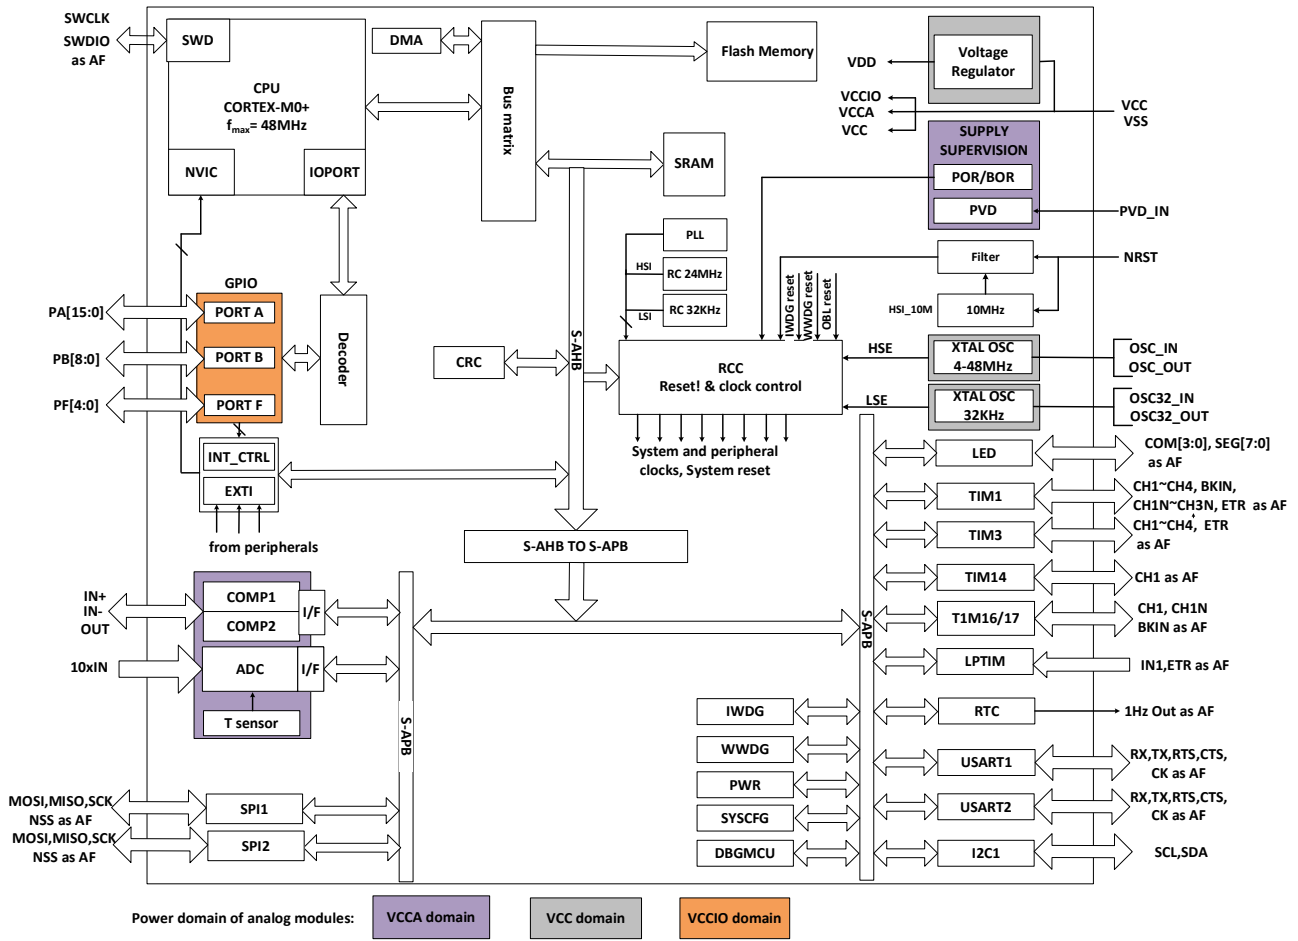 SWCLK
SWDIO
as AF
SWD
CPU
CORTEX-M0+
fmax= 48MHz
NVIC
IOPORT
DMA
Bus matrix
Flash Memory
SRAM
Voltage
Regulator
VDD
VCCIO
VCCA
VCC
VCC
VSS
SUPPLY
SUPERVISION
POR/BOR
PVD
PVD_IN
Filter
NRST
HSI_10M
10MHz
PLL
HSI
RC 24MHz
LSI
RC 32KHz
IWDG reset
WWDG reset
OBL reset
GPIO
PA[15:0]
PORT A
PB[8:0]
PORT B
PF[4:0]
PORT F
Decoder
CRC
S-AHB
RCC
Reset! & clock control
HSE
XTAL OSC
4-48MHz
OSC_IN
OSC_OUT
LSE
XTAL OSC
32KHz
OSC32_IN
OSC32_OUT
System and peripheral
clocks, System reset
INT_CTRL
EXTI
from peripherals
S-AHB TO S-APB
LED
COM[3:0], SEG[7:0]
as AF
TIM1
CH1~CH4, BKIN,
CH1N~CH3N, ETR as AF
TIM3
CH1~CH4, ETR
as AF
TIM14
CH1 as AF
T1M16/17
CH1, CH1N
BKIN as AF
LPTIM
IN1,ETR as AF
RTC
1Hz Out as AF
USART1
RX,TX,RTS,CTS,
CK as AF
USART2
RX,TX,RTS,CTS,
CK as AF
I2C1
SCL,SDA
S-APB
IN+
IN-
OUT
COMP1
COMP2
I/F
10xIN
ADC
I/F
T sensor
S-APB
IWDG
WWDG
PWR
SYSCFG
DBGMCU
MOSI,MISO,SCK
NSS as AF
SPI1
MOSI,MISO,SCK
NSS as AF
SPI2
Power domain of analog modules:
VCCA domain
VCC domain
VCCIO domain